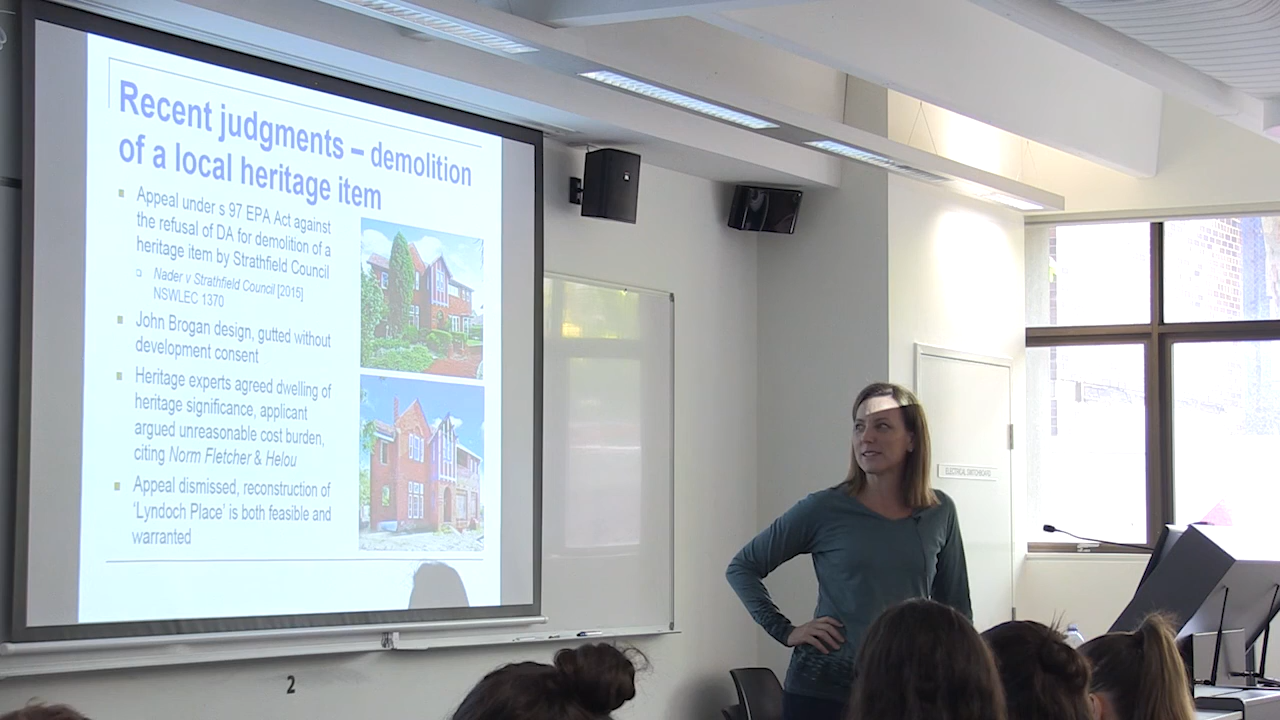 Recent judgments – demolition
of a local heritage item
Appeal under s 97 EPA Act against
the refusal of DA for demolition of a
heritage item by Strathfield Council
Nader v Strathfield Council [2015]
NSWLEC 1370
John Brogan design, gutted without
development consent
Heritage experts agreed dwelling of
heritage significance, applicant
argued unreasonable cost burden,
citing Norm Fletcher & Helou
Appeal dismissed, reconstruction of
'Lyndoch Place' is both feasible and
warranted
2
ELECTRICAL SWITCHBOARD